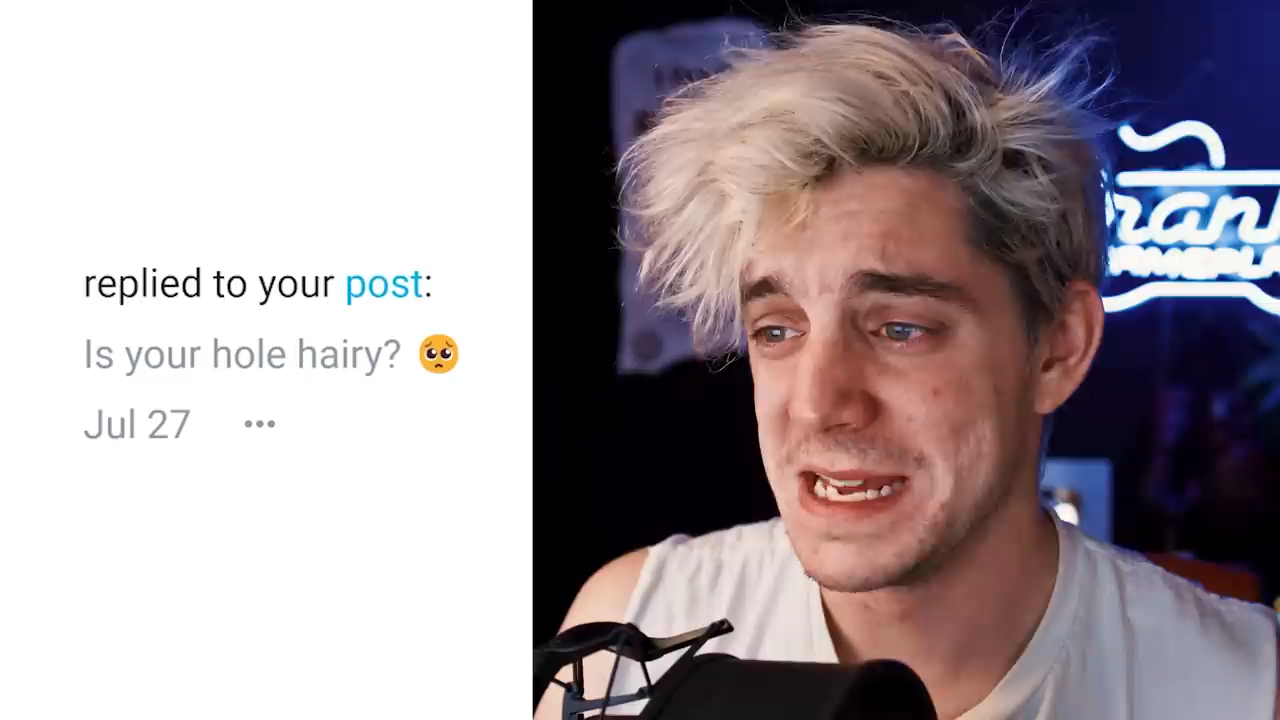 replied to your post:
Is your hole hairy? 🥺
Jul 27 •••